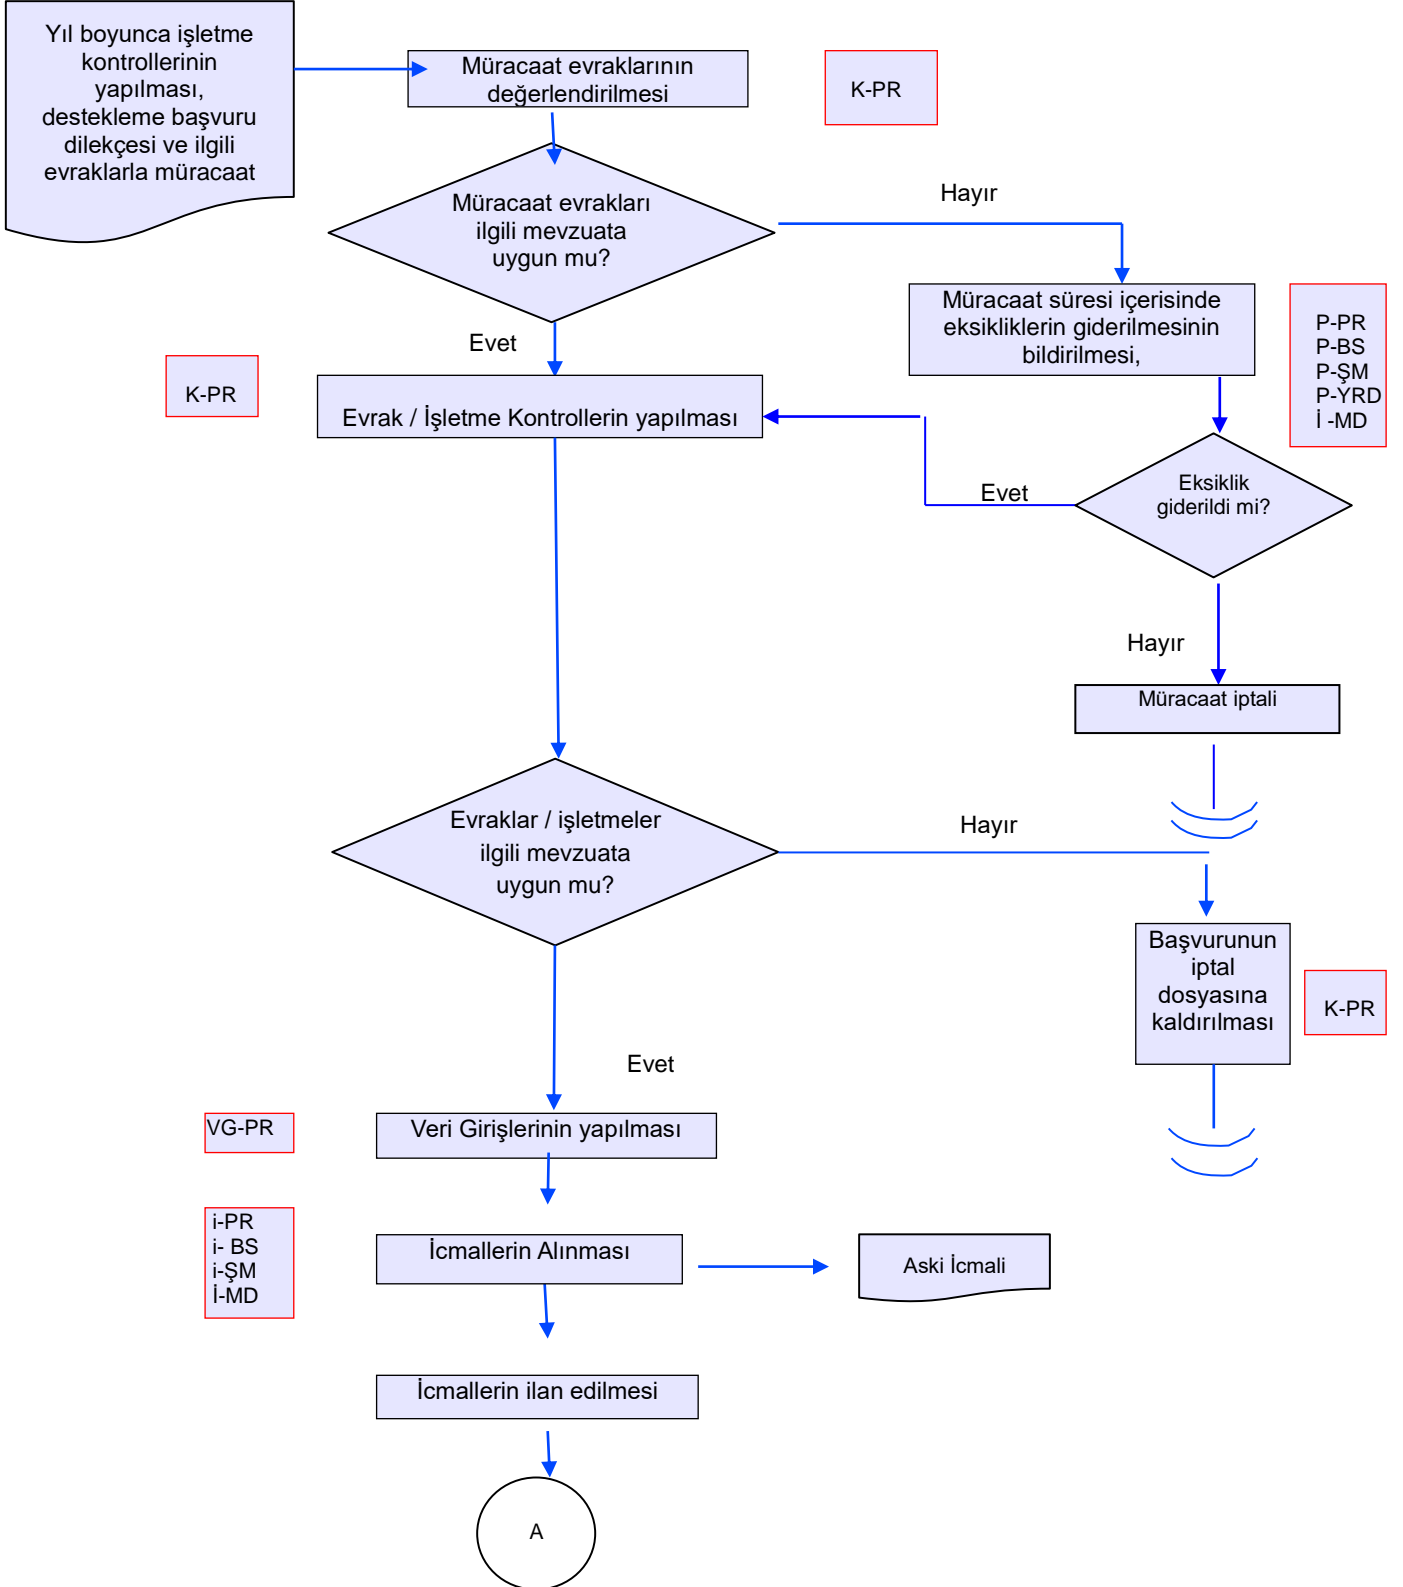 Yıl boyunca işletme
kontrollerinin
yapılması,
destekleme başvuru
dilekçesi ve ilgili
evraklarla müracaat
Müracaat evraklarının
değerlendirilmesi
K-PR
Müracaat evrakları
ilgili mevzuata
uygun mu?
Hayır
Müracaat süresi içerisinde
eksikliklerin giderilmesinin
bildirilmesi,
P-PR
P-BS
P-ŞM
P-YRD
İ -MD
Evet
K-PR
Evrak / İşletme Kontrollerin yapılması
Eksiklik
giderildi mi?
Evet
Hayır
Müracaat iptali
Evraklar / işletmeler
ilgili mevzuata
uygun mu?
Hayır
Başvurunun
iptal
dosyasına
kaldırılması
K-PR
Evet
VG-PR
Veri Girişlerinin yapılması
i-PR
i- BS
i-ŞM
İ-MD
İcmallerin Alınması
Aski İcmali
İcmallerin ilan edilmesi
A